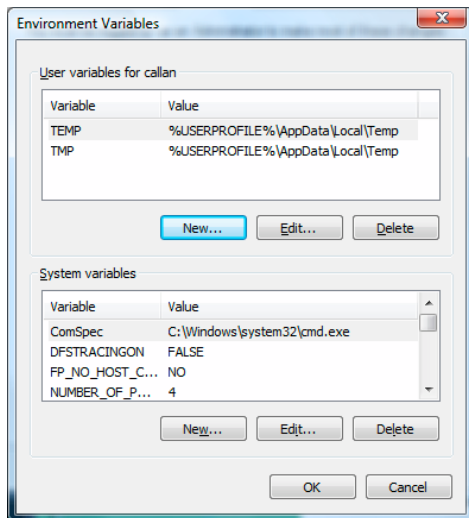 Environment Variables
User variables for callan
Variable Value
TEMP %USERPROFILE%\AppData\Local\Temp
TMP %USERPROFILE%\AppData\Local\Temp
New... Edit... Delete
System variables
Variable Value
ComSpec C:\Windows\system32\cmd.exe
DFSTRACINGON FALSE
FP_NO_HOST_C... NO
NUMBER_OF_P... 4
New... Edit... Delete
OK Cancel